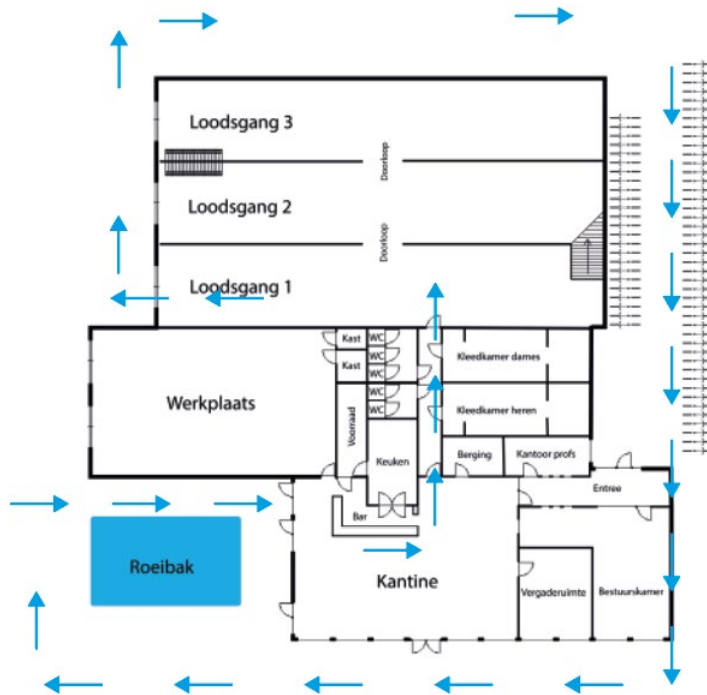 Loodsgang 3
Doorloop
Loodsgang 2
Doorloop
Loodsgang 1
Kast
WC
Kast
WC
WC
Kleedkamer dames
Werkplaats
Voorraad
WC
WC
Kleedkamer heren
Keuken
Berging
Kantoor profs
Entree
Bar
Roeibak
Kantine
Vergaderuimte
Bestuurskamer